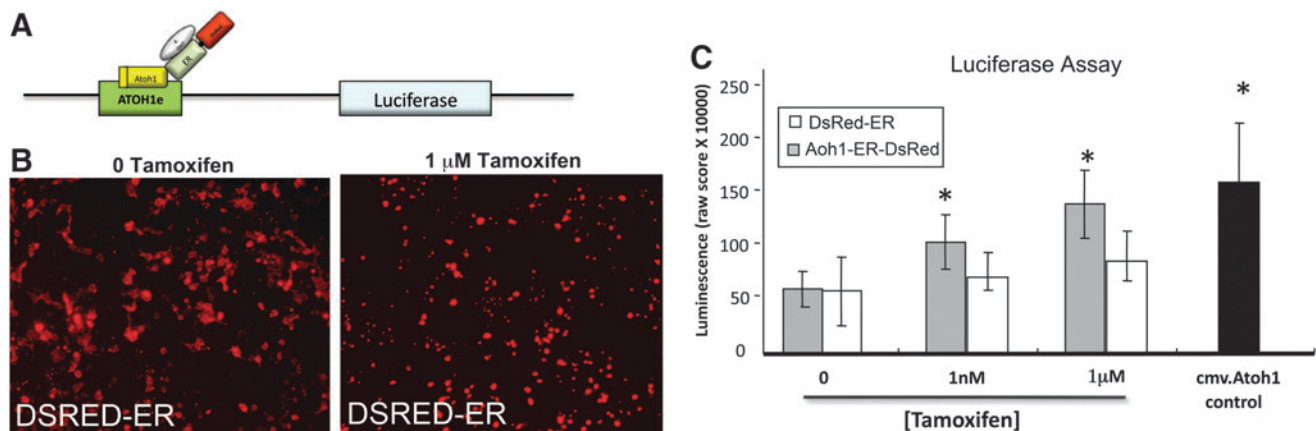 A
ER
Atoh1
ATOH1e
Luciferase
B
0 Tamoxifen
1 μM Tamoxifen
DSRED-ER
DSRED-ER
C
Luciferase Assay
Luminescence (raw score X 10000)
250
200
150
100
50
0
DsRed-ER
Aoh1-ER-DsRed
*
*
*
0
1nM
1μM
cmv.Atoh1
control
[Tamoxifen]